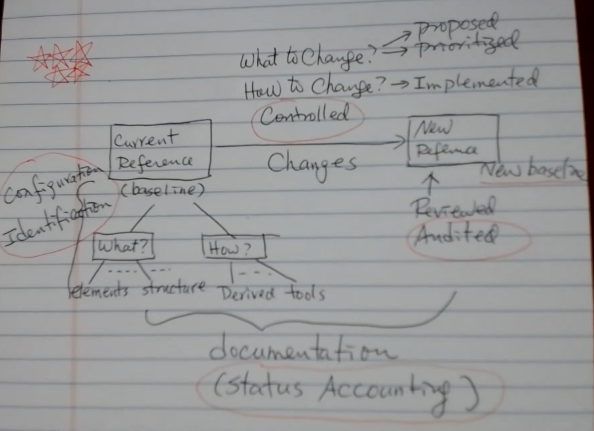 What to Change? → Proposed
→ Prioritized
How to Change? → Implemented
Controlled
Current
Reference
(baseline)
Changes
New
Refernce
New baseline
Configuration
Identification
Reviewed
Audited
What?
How?
elements structure
Derived tools
documentation
(Status Accounting)